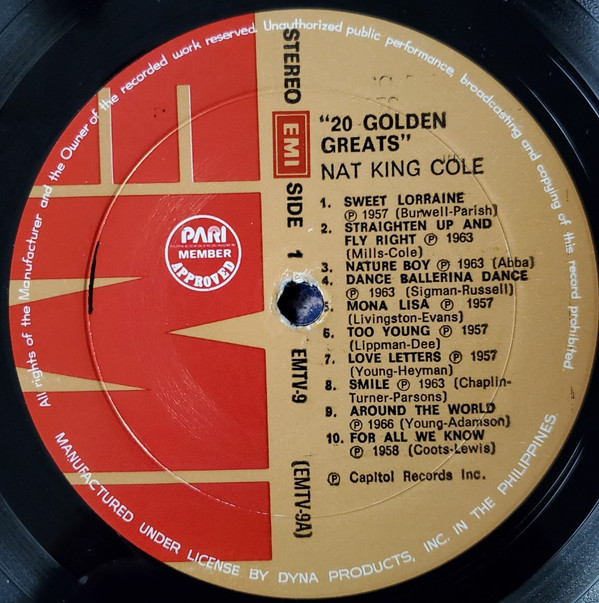 All rights of the Manufacturer and the Owner of the recorded work reserved. Unauthorized public performance, broadcasting and copying of this record prohibited.
STEREO
EMI
SIDE 1
EMTV-9
(EMTV-9A)
PARI
MEMBER
APPROVED
"20 GOLDEN
GREATS"
NAT KING COLE
1. SWEET LORRAINE
Ⓟ 1957 (Burwell-Parish)
2. STRAIGHTEN UP AND
FLY RIGHT Ⓟ 1963
(Mills-Cole)
3. NATURE BOY Ⓟ 1963 (Abba)
4. DANCE BALLERINA DANCE
Ⓟ 1963 (Sigman-Russell)
5. MONA LISA Ⓟ 1957
(Livingston-Evans)
6. TOO YOUNG Ⓟ 1957
(Lippman-Dee)
7. LOVE LETTERS Ⓟ 1957
(Young-Heyman)
8. SMILE Ⓟ 1963 (Chaplin-
Turner-Parsons)
9. AROUND THE WORLD
Ⓟ 1966 (Young-Adamson)
10. FOR ALL WE KNOW
Ⓟ 1958 (Coots-Lewis)
Ⓟ Capitol Records Inc.
MANUFACTURED UNDER LICENSE BY DYNA PRODUCTS, INC. IN THE PHILIPPINES.